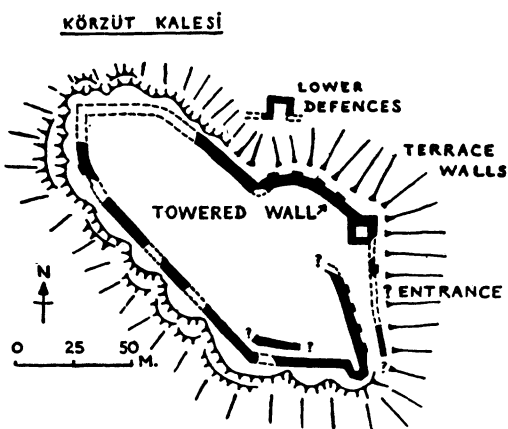 KÖRZÜT KALESİ
LOWER
DEFENCES
TERRACE
WALLS
TOWERED WALL
?
? ENTRANCE
N
? ?
0 25 50
M.
?